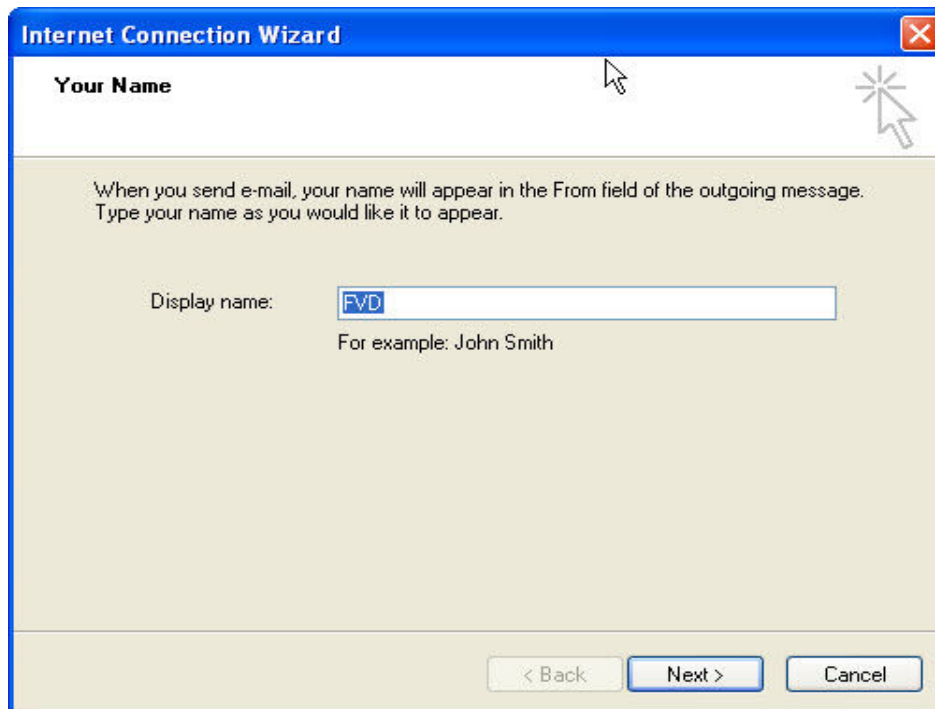 Internet Connection Wizard
Your Name
When you send e-mail, your name will appear in the From field of the outgoing message.
Type your name as you would like it to appear.
Display name: FVD
For example: John Smith
< Back Next > Cancel